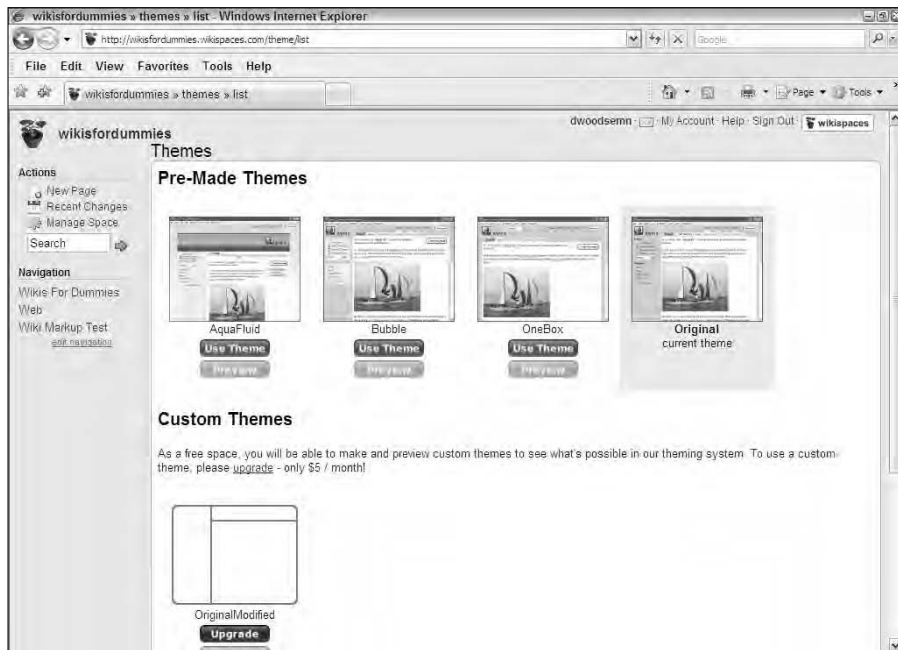 wikisfordummies » themes » list - Windows Internet Explorer
http://wikisfordummies.wikispaces.com/theme/list
Google
File Edit View Favorites Tools Help
wikisfordummies » themes » list
Page Tools
wikisfordummies
dwoodsemn · My Account · Help · Sign Out · wikispaces
Themes
Actions
New Page
Recent Changes
Manage Space
Search
Navigation
Wikis For Dummies
Web
Wiki Markup Test
edit navigation
Pre-Made Themes
AquaFluid
Use Theme
Preview
Bubble
Use Theme
Preview
OneBox
Use Theme
Preview
Original
current theme
Custom Themes
As a free space, you will be able to make and preview custom themes to see what's possible in our theming system. To use a custom
theme, please upgrade - only $5 / month!
OriginalModified
Upgrade